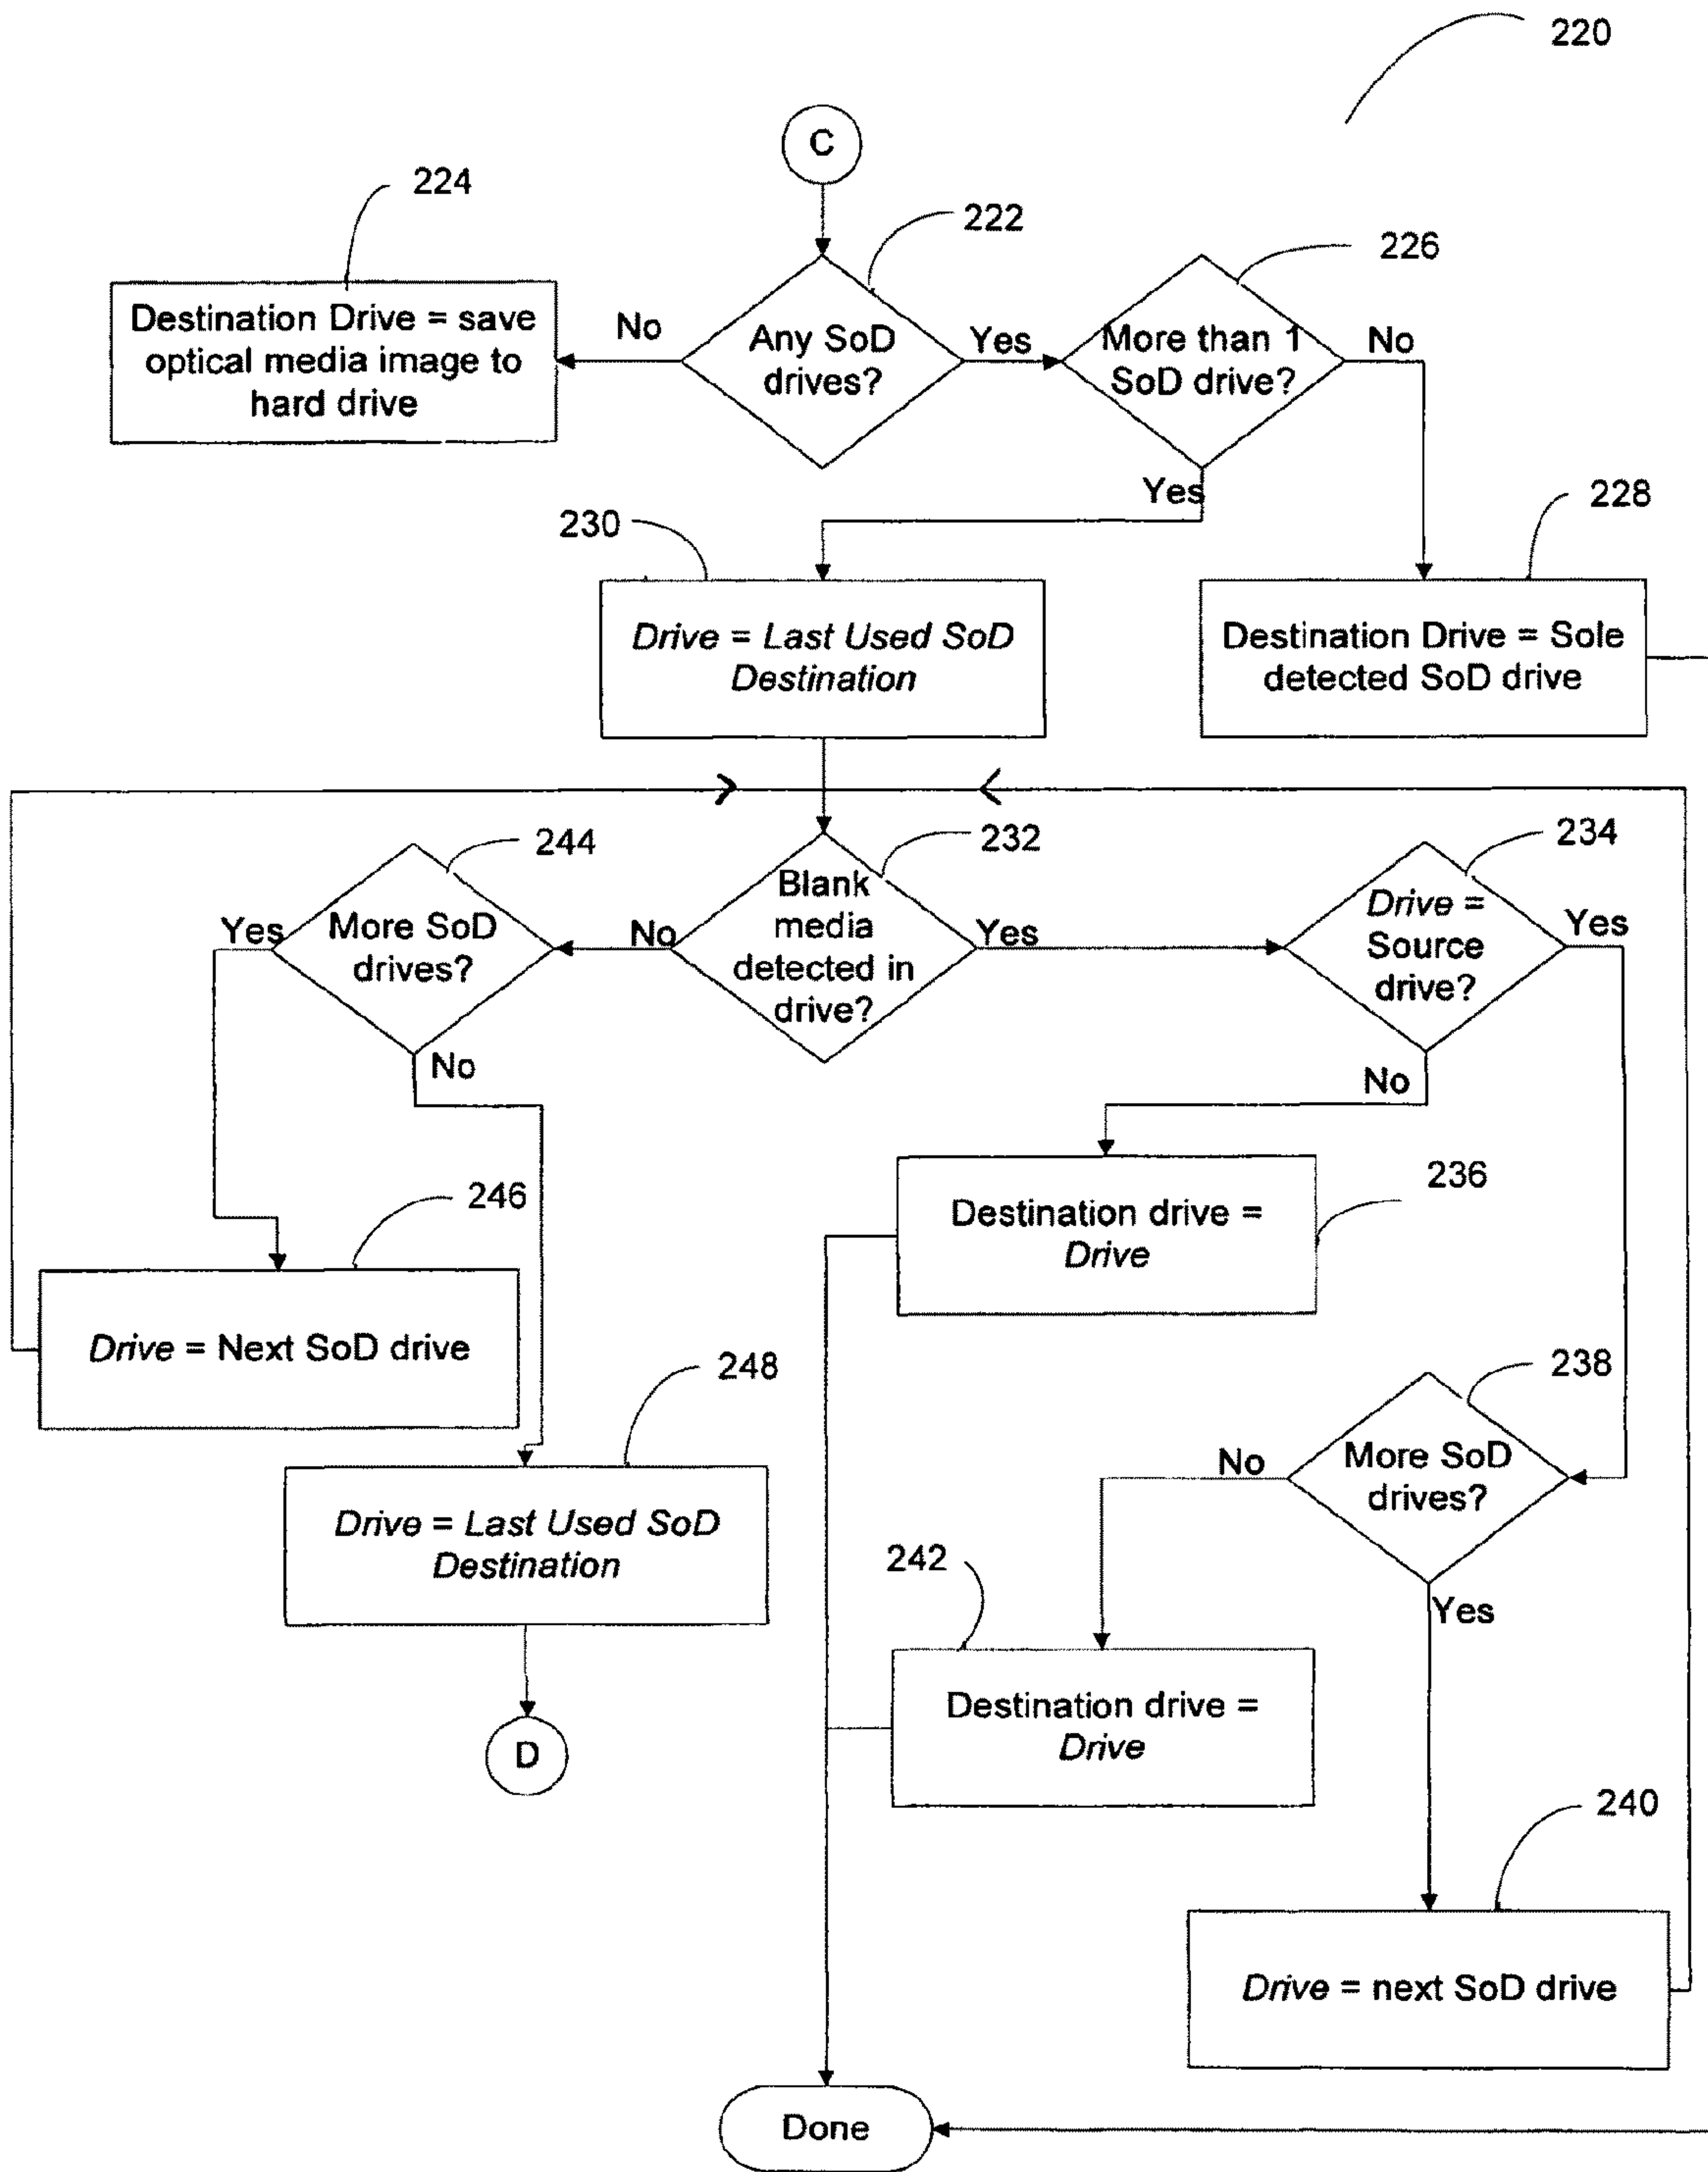 220
C
224
222
226
Destination Drive = save
optical media image to
hard drive
No
Any SoD
drives?
Yes
More than 1
SoD drive?
No
Yes
230
228
Drive = Last Used SoD
Destination
Destination Drive = Sole
detected SoD drive
244
232
234
Yes
More SoD
drives?
No
Blank
media
detected in
drive?
Yes
Drive =
Source
drive?
Yes
No
No
246
236
Destination drive =
Drive
Drive = Next SoD drive
248
238
No
More SoD
drives?
Drive = Last Used SoD
Destination
242
Yes
Destination drive =
Drive
D
240
Drive = next SoD drive
Done